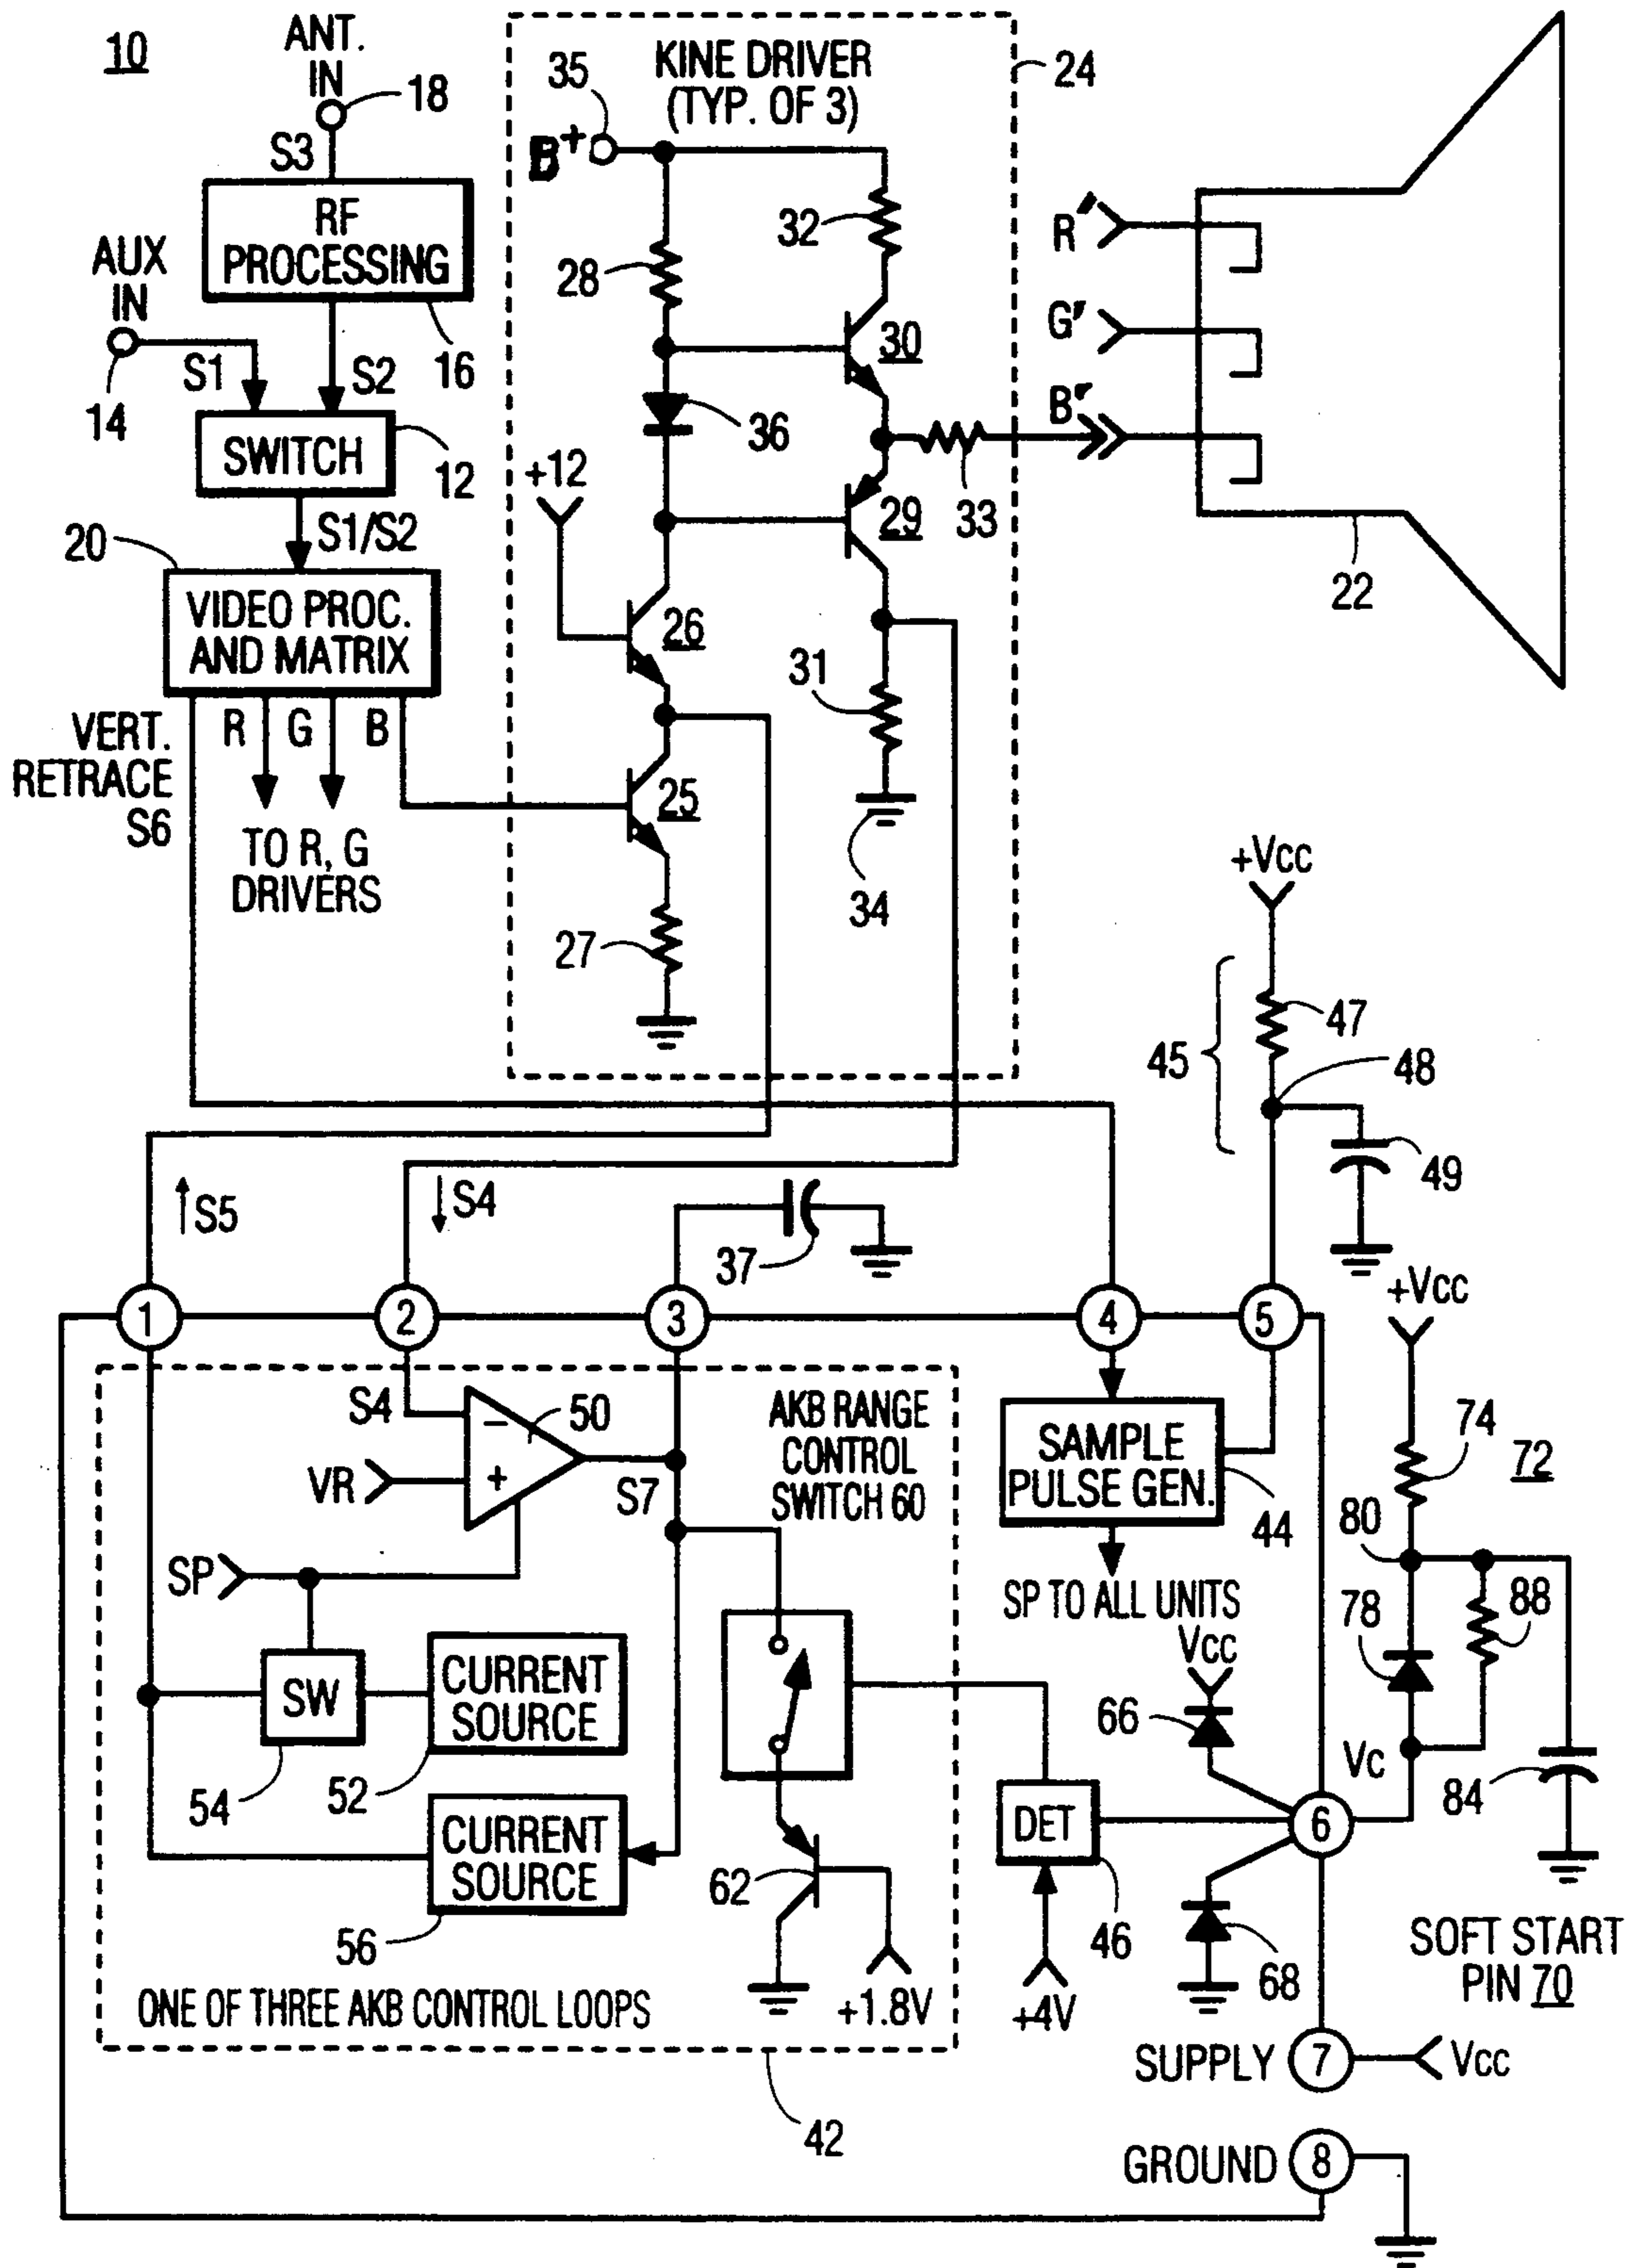 10
ANT.
IN
18
S3
RF
PROCESSING
16
AUX
IN
14
S1
S2
SWITCH
12
S1/S2
20
VIDEO PROC.
AND MATRIX
VERT.
RETRACE
S6
R
G
B
TO R, G
DRIVERS
KINE DRIVER
(TYP. OF 3)
24
35
B+
28
32
30
36
+12
29
33
26
31
25
34
27
R'
G'
B'
22
+VCC
47
45
48
49
S5
S4
37
1
2
3
4
5
+VCC
S4
50
VR
S7
AKB RANGE
CONTROL
SWITCH 60
SAMPLE
PULSE GEN.
44
74
72
80
SP
SP TO ALL UNITS
VCC
78
88
SW
CURRENT
SOURCE
54
52
66
VC
84
CURRENT
SOURCE
56
62
DET
46
6
+4V
68
SOFT START
PIN 70
+1.8V
ONE OF THREE AKB CONTROL LOOPS
42
SUPPLY
7
VCC
GROUND
8